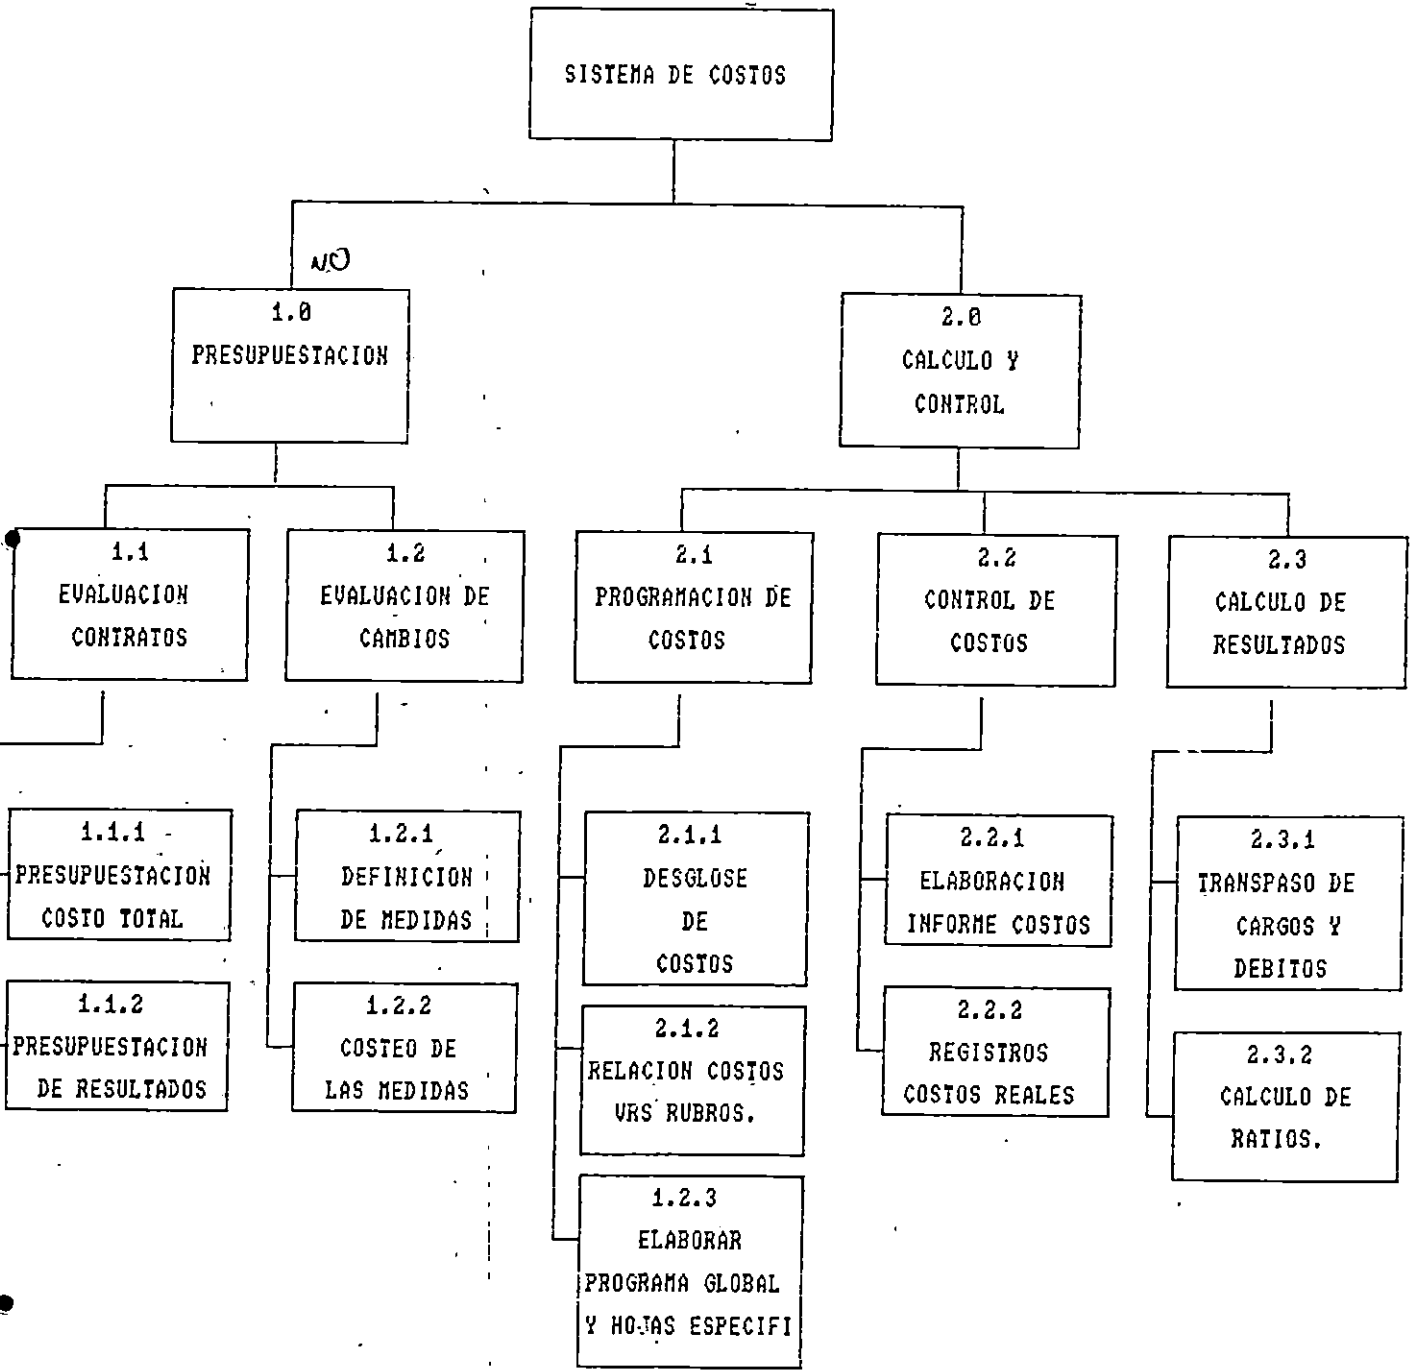 SISTEMA DE COSTOS
NO
1.0
PRESUPUESTACION
2.0
CALCULO Y
CONTROL
1.1
EVALUACION
CONTRATOS
1.2
EVALUACION DE
CAMBIOS
2.1
PROGRAMACION DE
COSTOS
2.2
CONTROL DE
COSTOS
2.3
CALCULO DE
RESULTADOS
1.1.1
PRESUPUESTACION
COSTO TOTAL
1.2.1
DEFINICION
DE MEDIDAS
2.1.1
DESGLOSE
DE
COSTOS
2.2.1
ELABORACION
INFORME COSTOS
2.3.1
TRANSPASO DE
CARGOS Y
DEBITOS
1.1.2
PRESUPUESTACION
DE RESULTADOS
1.2.2
COSTEO DE
LAS MEDIDAS
2.1.2
RELACION COSTOS
VRS RUBROS.
2.2.2
REGISTROS
COSTOS REALES
2.3.2
CALCULO DE
RATIOS.
1.2.3
ELABORAR
PROGRAMA GLOBAL
Y HOJAS ESPECIFI